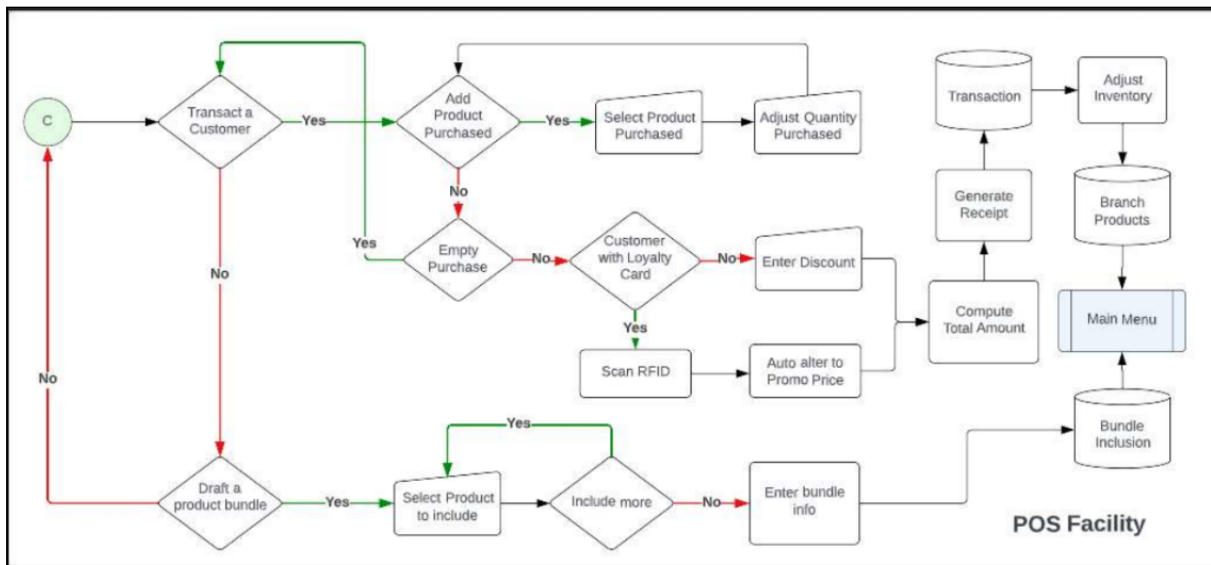 C
Transact a
Customer
Yes
Add
Product
Purchased
Yes
Select Product
Purchased
Adjust Quantity
Purchased
Transaction
Adjust
Inventory
No
Generate
Receipt
Branch
Products
No
Yes
Empty
Purchase
No
Customer
with Loyalty
Card
No
Enter Discount
Compute
Total Amount
Main Menu
Yes
Scan RFID
Auto alter to
Promo Price
No
Yes
Bundle
Inclusion
Draft a
product bundle
Yes
Select Product
to include
Include more
No
Enter bundle
info
POS Facility